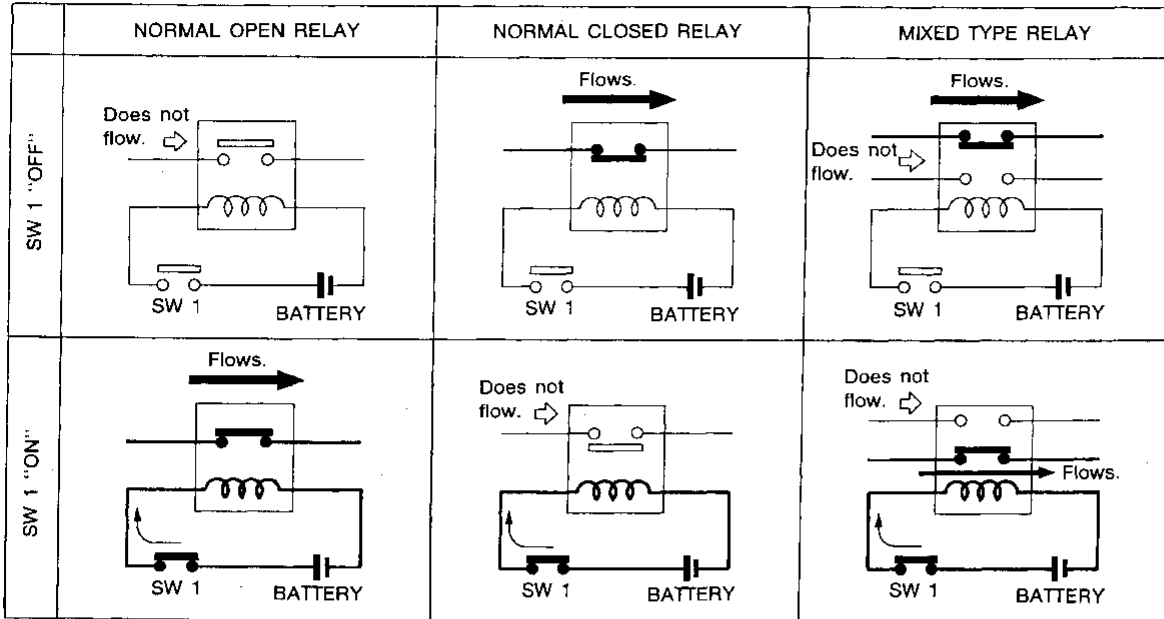 NORMAL OPEN RELAY
NORMAL CLOSED RELAY
MIXED TYPE RELAY
SW 1 "OFF"
Does not
flow.
SW 1
BATTERY
Flows.
SW 1
BATTERY
Flows.
Does not
flow.
SW 1
BATTERY
SW 1 "ON"
Flows.
SW 1
BATTERY
Does not
flow.
SW 1
BATTERY
Does not
flow.
Flows.
SW 1
BATTERY